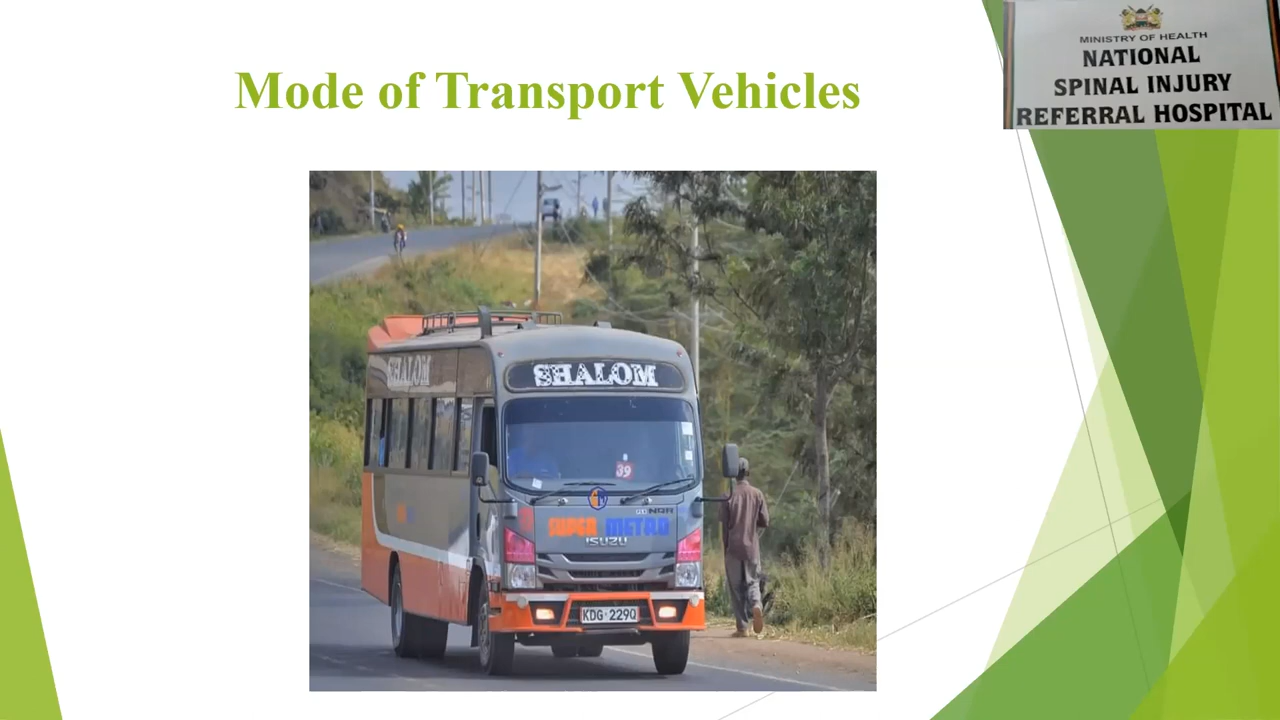 Mode of Transport Vehicles
MINISTRY OF HEALTH
NATIONAL
SPINAL INJURY
REFERRAL HOSPITAL
SHALOM
SHALOM
39
NQR
SUPER METRO
ISUZU
KDG 229Q